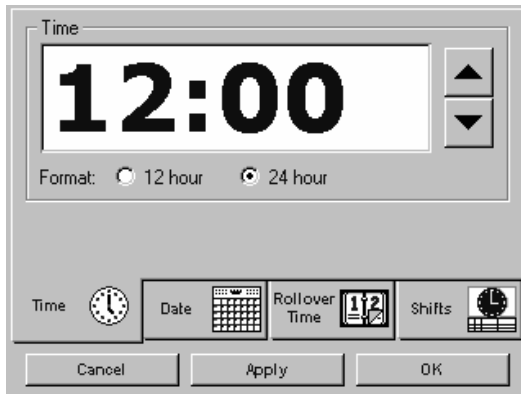 Time
12:00
Format: 12 hour 24 hour
Time Date Rollover Time Shifts
Cancel Apply OK